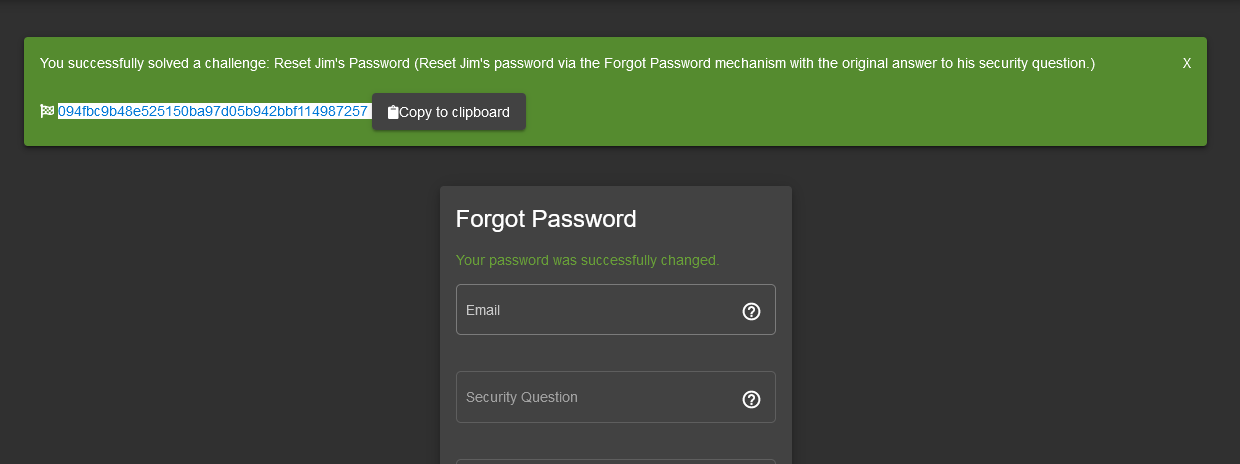 You successfully solved a challenge: Reset Jim's Password (Reset Jim's password via the Forgot Password mechanism with the original answer to his security question.)
X
094fbc9b48e525150ba97d05b942bbf114987257
Copy to clipboard
Forgot Password
Your password was successfully changed.
Email
Security Question